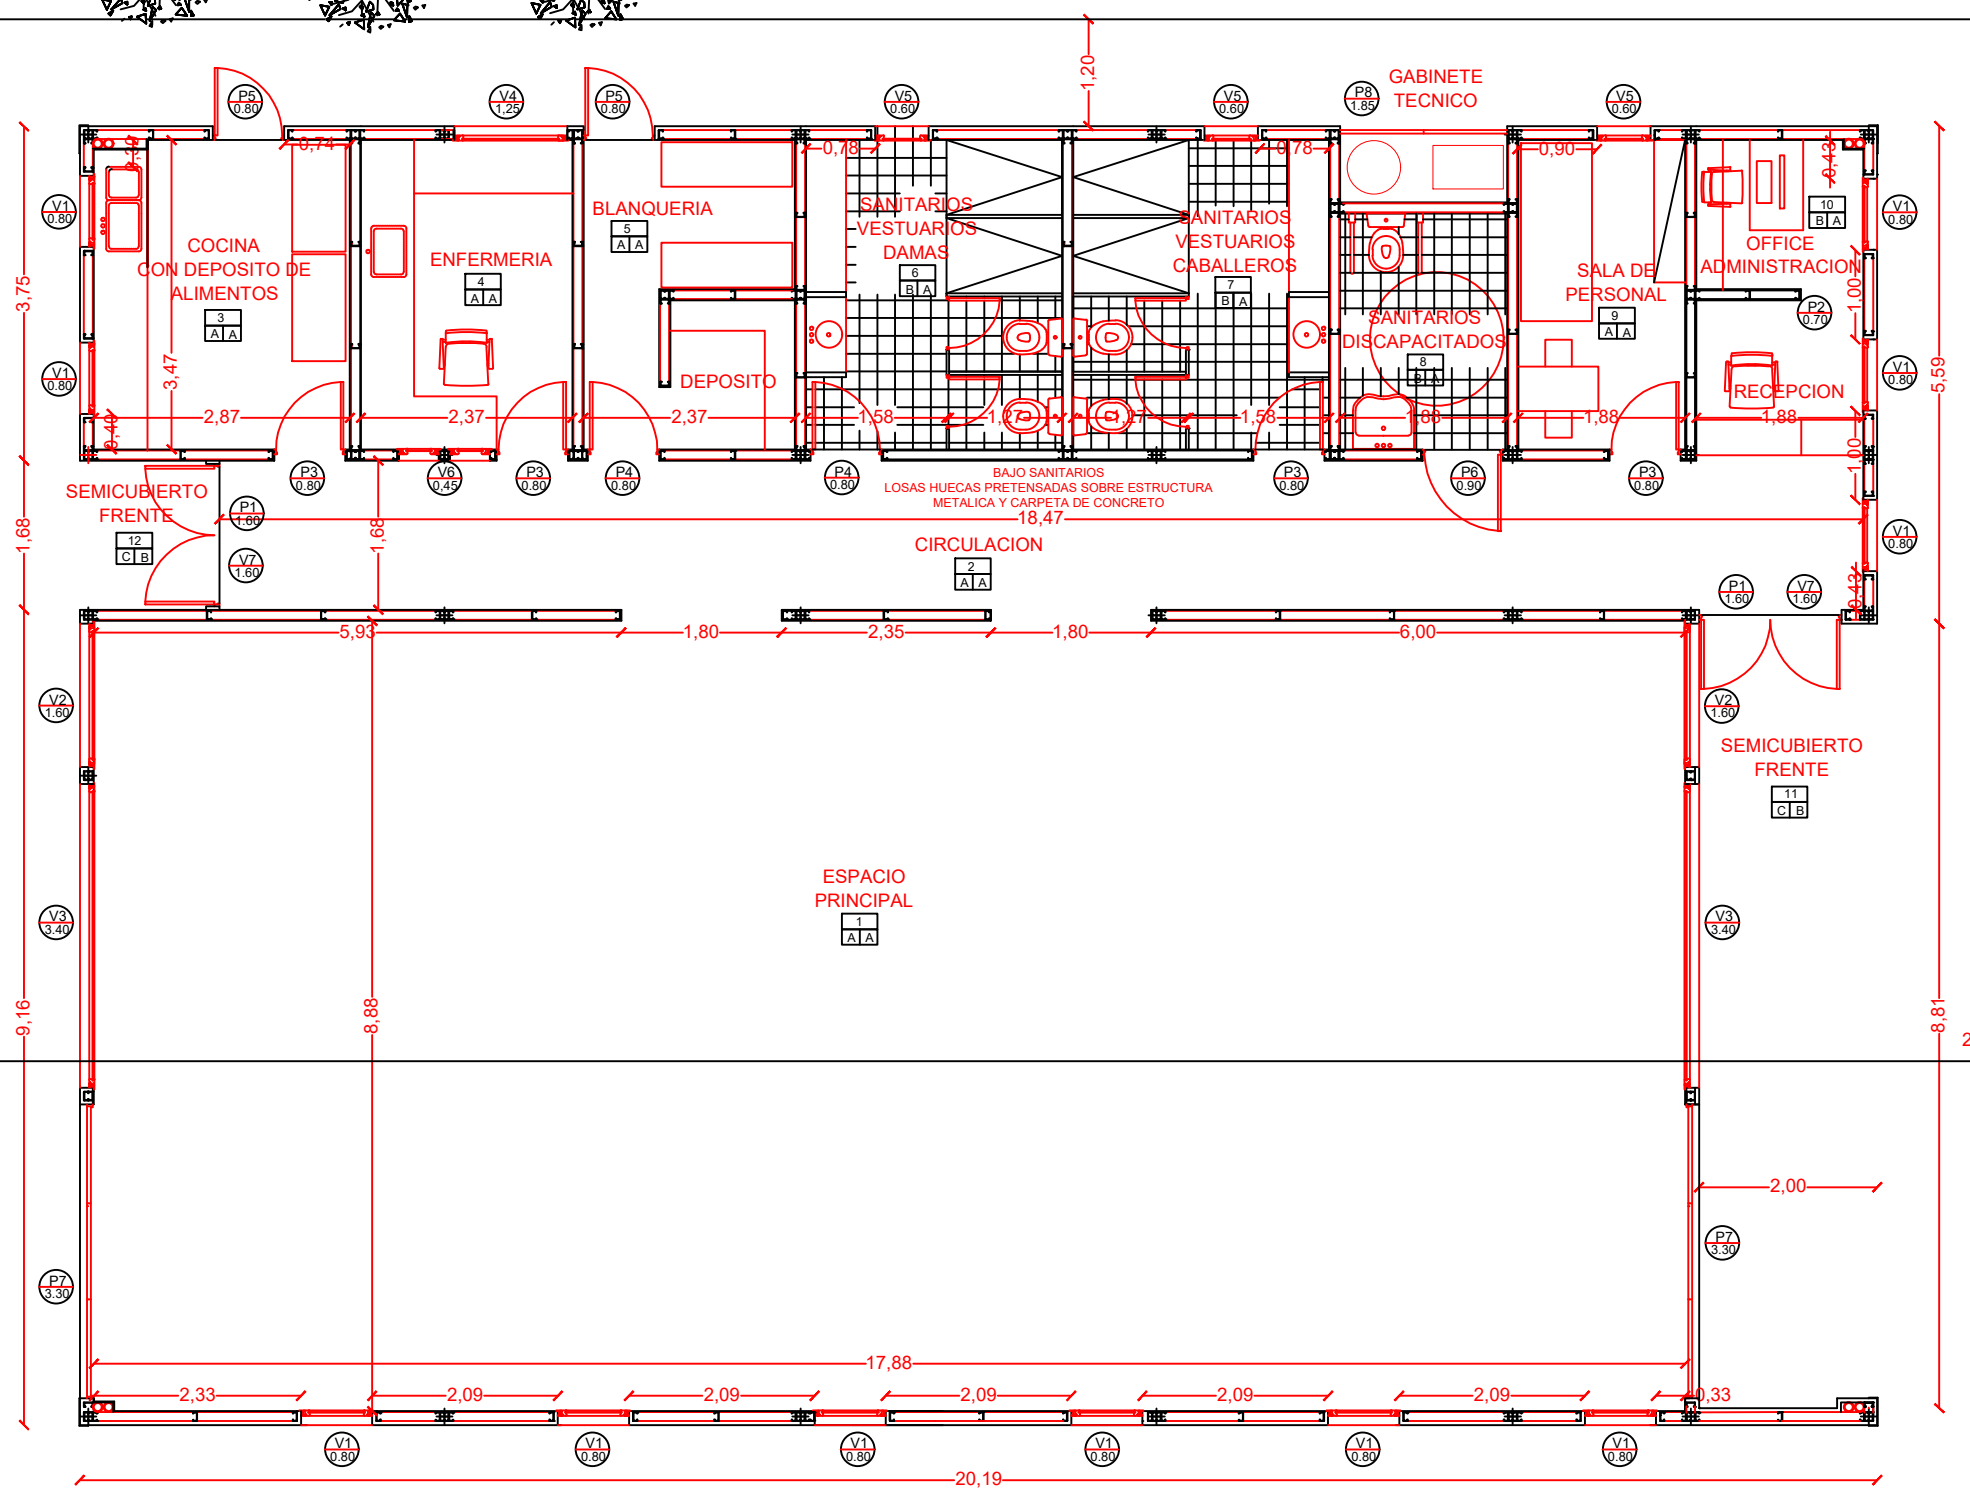 1,20
GABINETE
TECNICO
P5
0.80
V4
1,25
P5
0.80
V5
0.60
V5
0.60
P8
1.85
V5
0.60
0,74
0,78
0,78
0,90
0,43
V1
0.80
COCINA
CON DEPOSITO DE
ALIMENTOS
3
A A
ENFERMERIA
4
A A
BLANQUERIA
5
A A
DEPOSITO
SANITARIOS
VESTUARIOS
DAMAS
6
B A
SANITARIOS
VESTUARIOS
CABALLEROS
7
B A
SANITARIOS
DISCAPACITADOS
8
B A
SALA DE
PERSONAL
9
A A
10
B A
OFFICE
ADMINISTRACION
V1
0.80
P2
0.70
1,00
3,75
3,47
V1
0.80
V1
0.80
5,59
RECEPCION
0,40
2,87
2,37
2,37
1,58
1,27
1,27
1,58
1,88
1,88
1,88
1,00
P3
0.80
V6
0,45
P3
0.80
P4
0.80
P4
0.80
BAJO SANITARIOS
LOSAS HUECAS PRETENSADAS SOBRE ESTRUCTURA
METALICA Y CARPETA DE CONCRETO
P3
0.80
P6
0.90
P3
0.80
SEMICUBIERTO
FRENTE
12
C B
P1
1.60
V7
1.60
1,68
1,68
18,47
CIRCULACION
2
A A
V1
0.80
P1
1.60
V7
1.60
0,43
5,93
1,80
2,35
1,80
6,00
V2
1.60
V2
1.60
SEMICUBIERTO
FRENTE
11
C B
ESPACIO
PRINCIPAL
1
A A
V3
3.40
V3
3.40
9,16
8,88
8,81
2
2,00
P7
3.30
P7
3.30
17,88
2,33
2,09
2,09
2,09
2,09
2,09
0,33
V1
0.80
V1
0.80
V1
0.80
V1
0.80
V1
0.80
V1
0.80
20,19